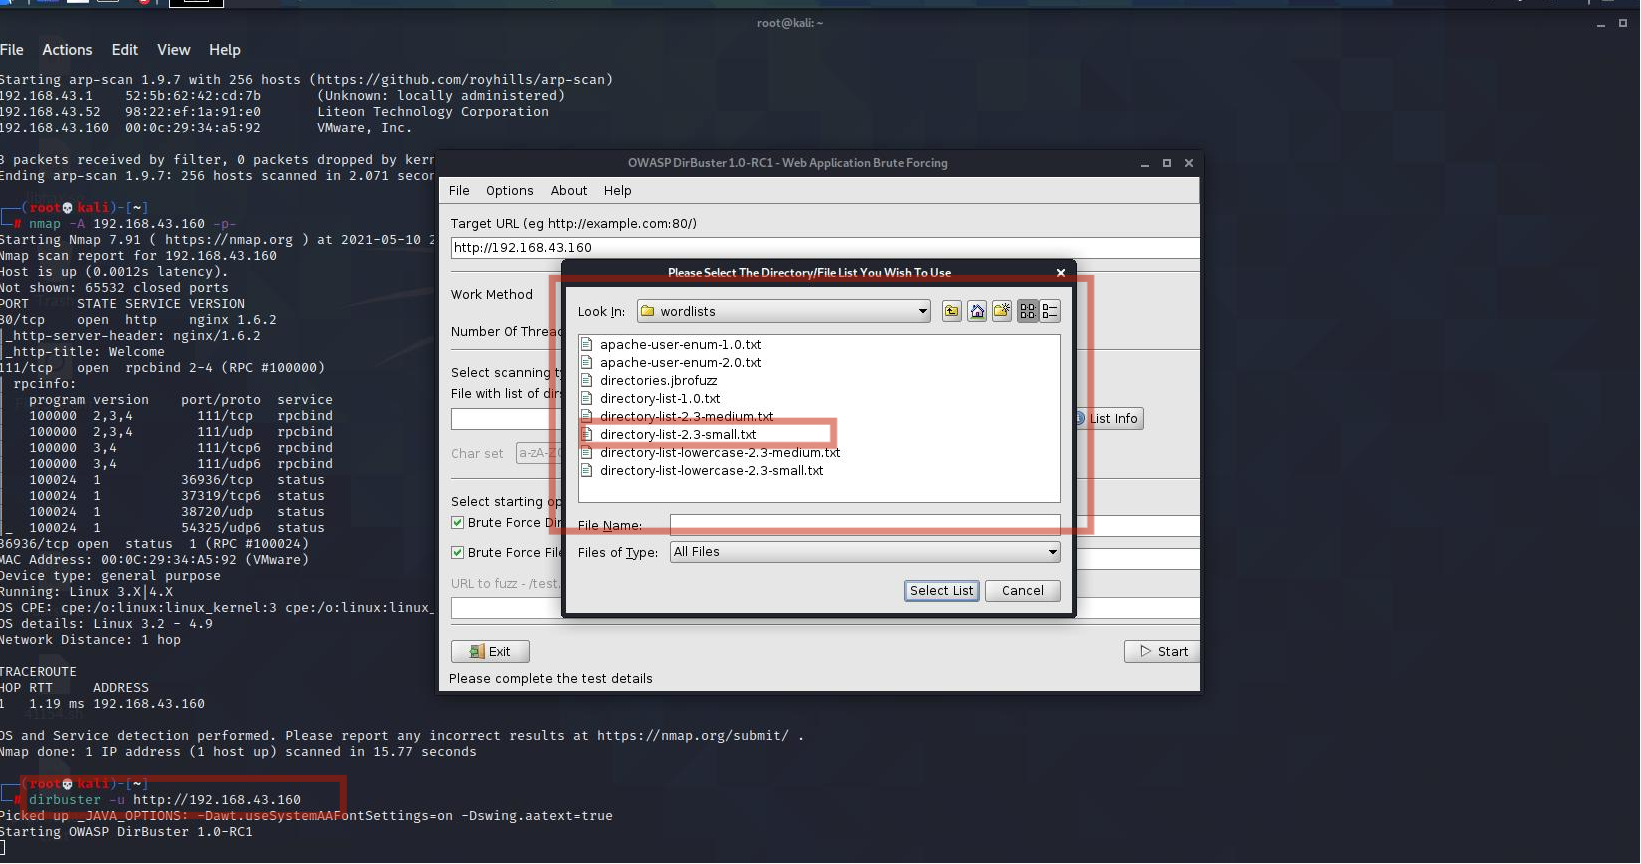 root@kali: ~
File Actions Edit View Help
Starting arp-scan 1.9.7 with 256 hosts (https://github.com/royhills/arp-scan)
192.168.43.1 52:5b:62:42:cd:7b (Unknown: locally administered)
192.168.43.52 98:22:ef:1a:91:e0 Liteon Technology Corporation
192.168.43.160 00:0c:29:34:a5:92 VMware, Inc.
3 packets received by filter, 0 packets dropped by kern
Ending arp-scan 1.9.7: 256 hosts scanned in 2.071 secon
(root💀kali)-[~]
# nmap -A 192.168.43.160 -p-
Starting Nmap 7.91 ( https://nmap.org ) at 2021-05-10 2
Nmap scan report for 192.168.43.160
Host is up (0.0012s latency).
Not shown: 65532 closed ports
PORT STATE SERVICE VERSION
80/tcp open http nginx 1.6.2
|_http-server-header: nginx/1.6.2
|_http-title: Welcome
111/tcp open rpcbind 2-4 (RPC #100000)
| rpcinfo:
| program version port/proto service
| 100000 2,3,4 111/tcp rpcbind
| 100000 2,3,4 111/udp rpcbind
| 100000 3,4 111/tcp6 rpcbind
| 100000 3,4 111/udp6 rpcbind
| 100024 1 36936/tcp status
| 100024 1 37319/tcp6 status
| 100024 1 38720/udp status
|_ 100024 1 54325/udp6 status
36936/tcp open status 1 (RPC #100024)
MAC Address: 00:0C:29:34:A5:92 (VMware)
Device type: general purpose
Running: Linux 3.X|4.X
OS CPE: cpe:/o:linux:linux_kernel:3 cpe:/o:linux:linux_
OS details: Linux 3.2 - 4.9
Network Distance: 1 hop
TRACEROUTE
HOP RTT ADDRESS
1 1.19 ms 192.168.43.160
OS and Service detection performed. Please report any incorrect results at https://nmap.org/submit/ .
Nmap done: 1 IP address (1 host up) scanned in 15.77 seconds
(root💀kali)-[~]
# dirbuster -u http://192.168.43.160
Picked up _JAVA_OPTIONS: -Dawt.useSystemAAFontSettings=on -Dswing.aatext=true
Starting OWASP DirBuster 1.0-RC1
OWASP DirBuster 1.0-RC1 - Web Application Brute Forcing
File Options About Help
Target URL (eg http://example.com:80/)
http://192.168.43.160
Work Method
Number Of Threa
Select scanning t
File with list of dirs
List Info
Char set a-zA-Z0
Select starting op
Brute Force Dir
Brute Force File
URL to fuzz - /test.
Exit
Start
Please complete the test details
Please Select The Directory/File List You Wish To Use
Look In: wordlists
apache-user-enum-1.0.txt
apache-user-enum-2.0.txt
directories.jbrofuzz
directory-list-1.0.txt
directory-list-2.3-medium.txt
directory-list-2.3-small.txt
directory-list-lowercase-2.3-medium.txt
directory-list-lowercase-2.3-small.txt
File Name:
Files of Type: All Files
Select List Cancel